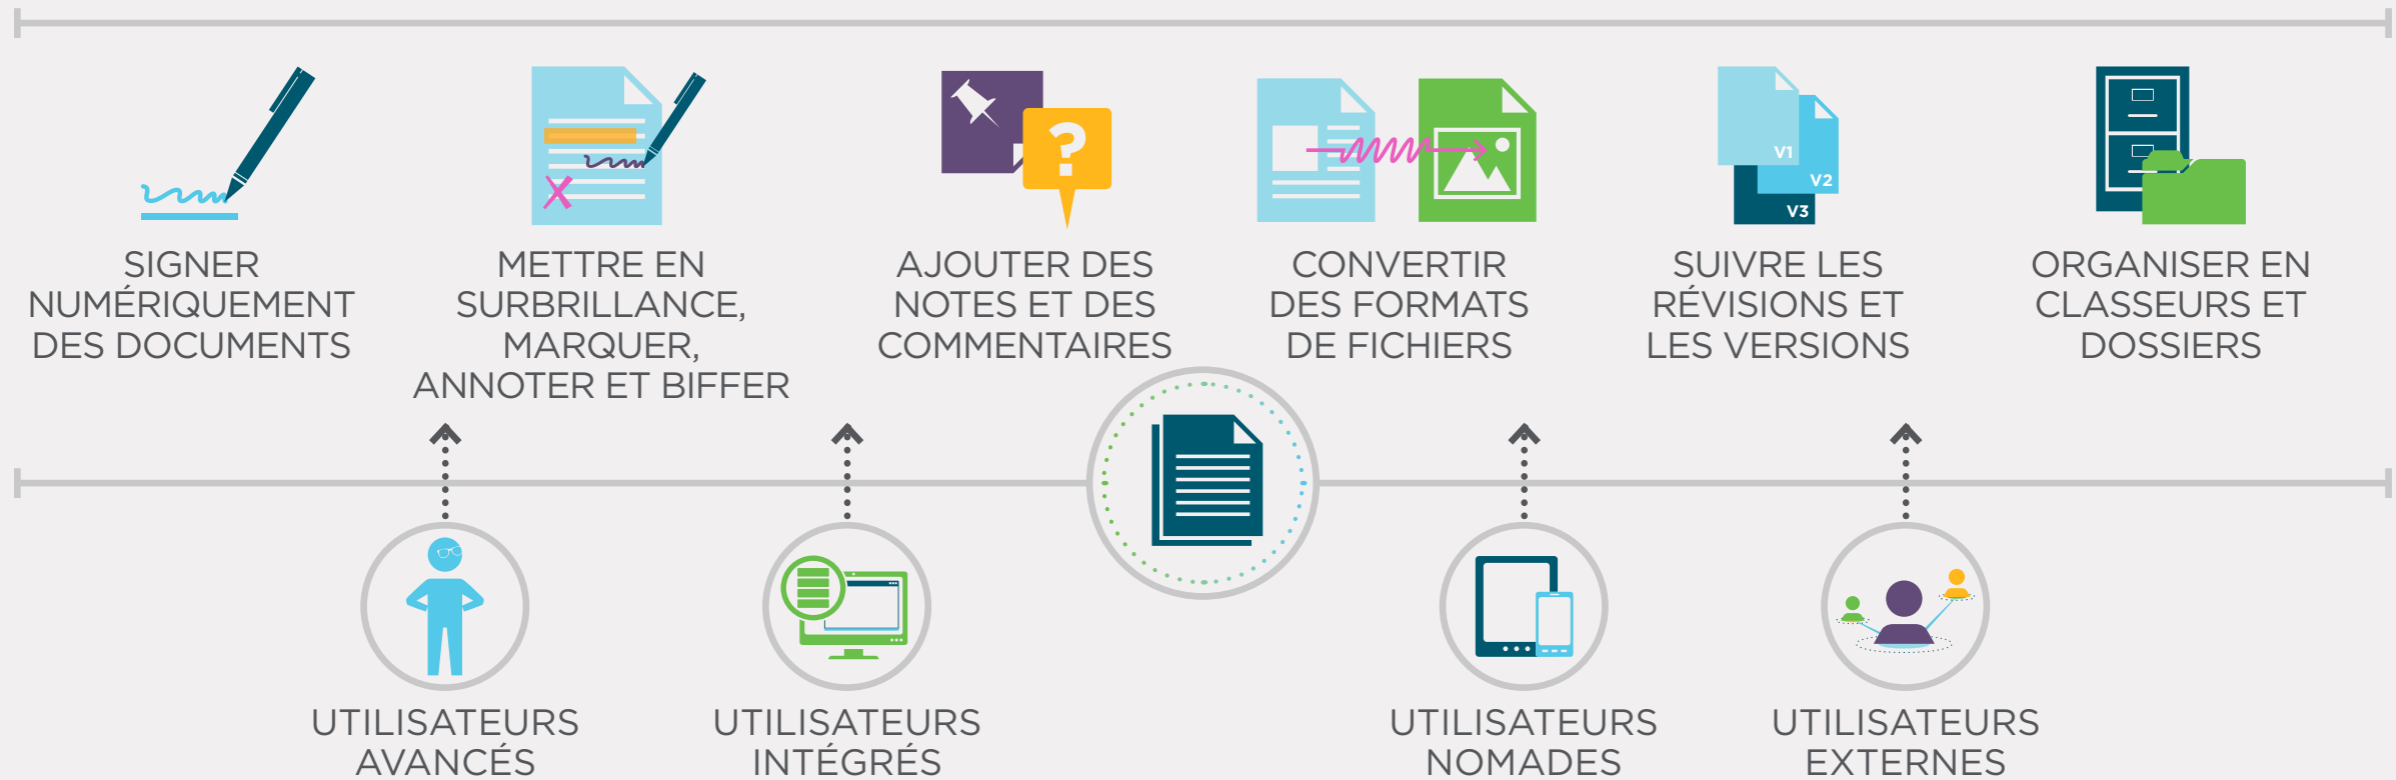 ?
V1
V2
V3
SIGNER
NUMÉRIQUEMENT
DES DOCUMENTS
METTRE EN
SURBRILLANCE,
MARQUER,
ANNOTER ET BIFFER
AJOUTER DES
NOTES ET DES
COMMENTAIRES
CONVERTIR
DES FORMATS
DE FICHIERS
SUIVRE LES
RÉVISIONS ET
LES VERSIONS
ORGANISER EN
CLASSEURS ET
DOSSIERS
UTILISATEURS
AVANCÉS
UTILISATEURS
INTÉGRÉS
UTILISATEURS
NOMADES
UTILISATEURS
EXTERNES